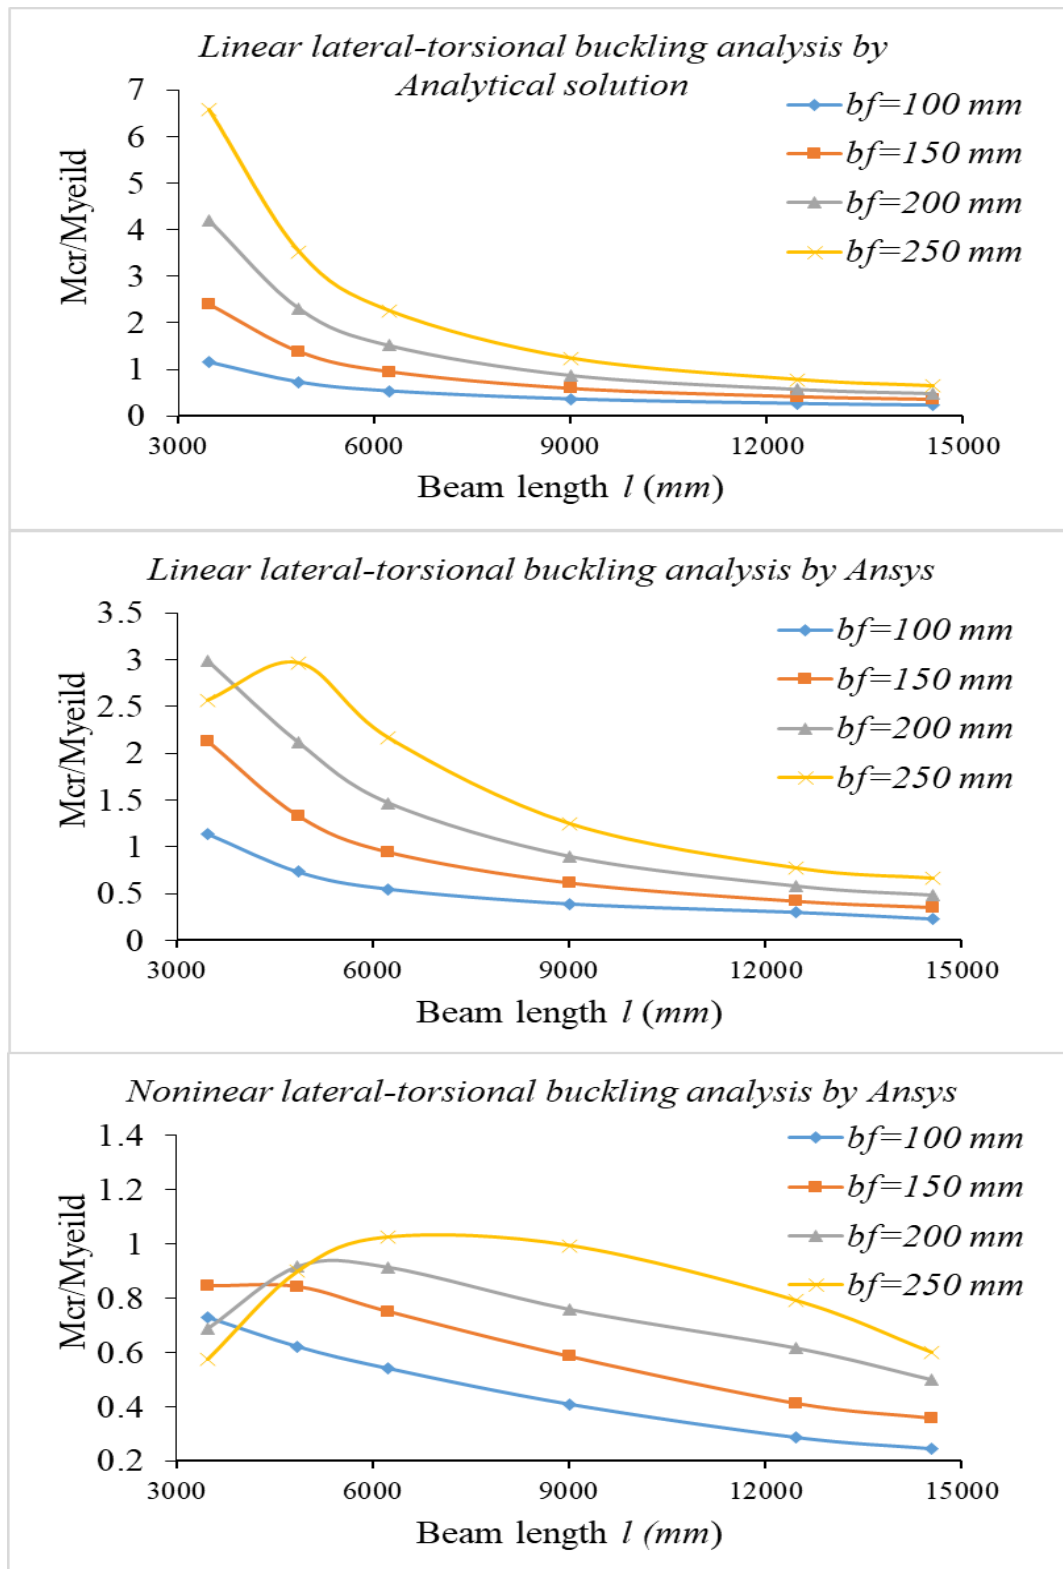 Linear lateral-torsional buckling analysis by
Analytical solution
7
6
5
4
3
2
1
0
Mcr/Myeild
bf=100 mm
bf=150 mm
bf=200 mm
bf=250 mm
3000 6000 9000 12000 15000
Beam length l (mm)
Linear lateral-torsional buckling analysis by Ansys
3.5
3
2.5
2
1.5
1
0.5
0
Mcr/Myeild
bf=100 mm
bf=150 mm
bf=200 mm
bf=250 mm
3000 6000 9000 12000 15000
Beam length l (mm)
Noninear lateral-torsional buckling analysis by Ansys
1.4
1.2
1
0.8
0.6
0.4
0.2
Mcr/Myeild
bf=100 mm
bf=150 mm
bf=200 mm
bf=250 mm
3000 6000 9000 12000 15000
Beam length l (mm)